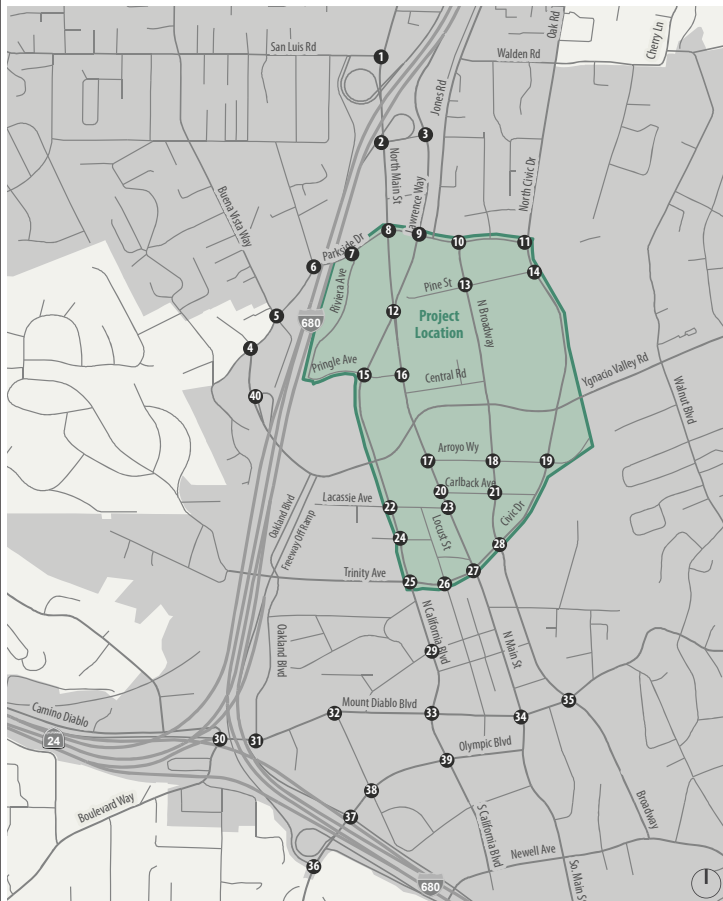 Oak Rd
Cherry Ln
San Luis Rd
1
Walden Rd
Jones Rd
3
2
North Main St
Lawrence Way
North Civic Dr
Buena Vista Way
8
9
10
11
Parkside Dr
7
6
14
Riviera Ave
Pine St
13
5
680
12
Project
Location
N Broadway
4
Pringle Ave
15
16
Central Rd
Ygnacio Valley Rd
Walnut Blvd
40
Arroyo Wy
17
18
19
Carlback Ave
20
21
Lacassie Ave
22
23
Oakland Blvd
Freeway Off Ramp
Locust St
Civic Dr
24
28
Trinity Ave
25
26
27
N California Blvd
Oakland Blvd
29
N Main St
35
Mount Diablo Blvd
32
33
34
Camino Diablo
24
30
31
Olympic Blvd
39
38
Boulevard Way
37
S California Blvd
Broadway
Newell Ave
36
680
So. Main St